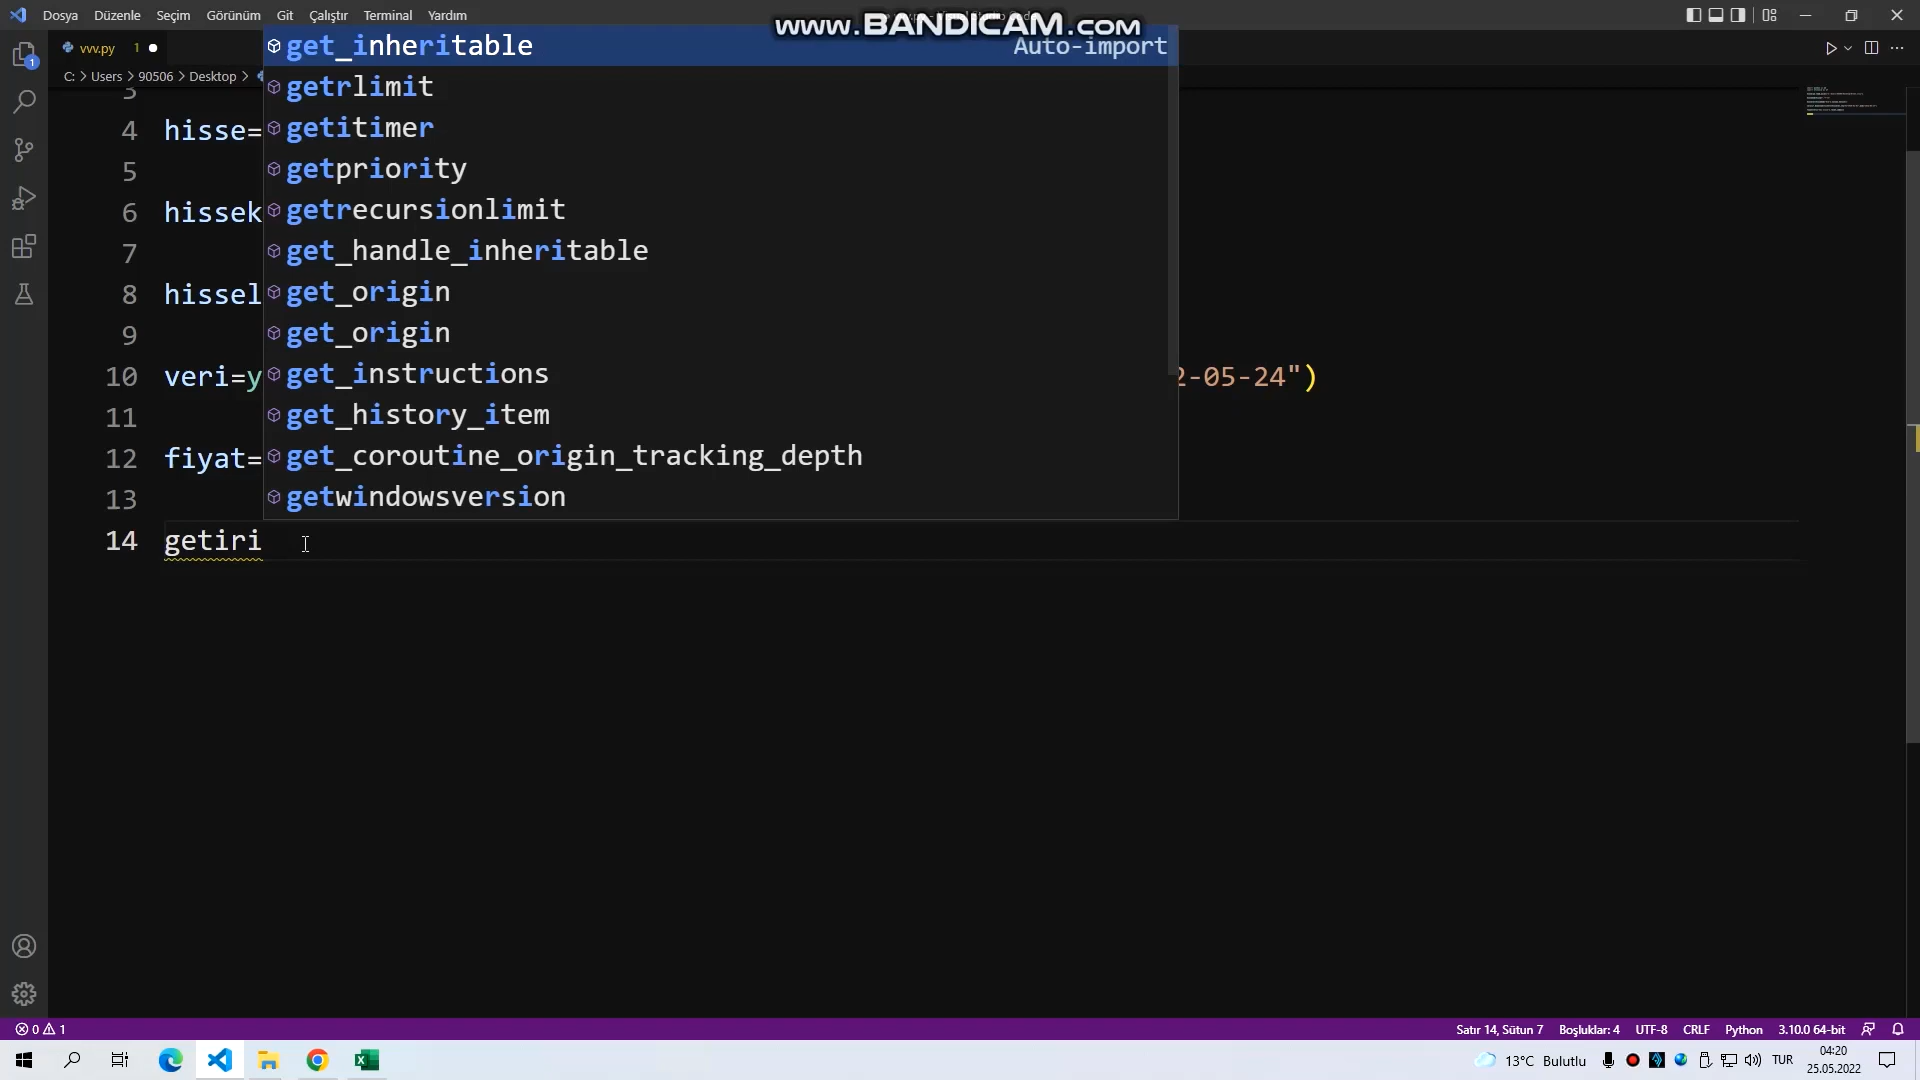 Dosya Düzenle Seçim Görünüm Git Çalıştır Terminal Yardım
www.BANDICAM.com
vvv.py 1
C: > Users > 90506 > Desktop >
get_inheritable Auto-import
getrlimit
getitimer
getpriority
getrecursionlimit
get_handle_inheritable
get_origin
get_origin
get_instructions
get_history_item
get_coroutine_origin_tracking_depth
getwindowsversion
3
4 hisse=
5
6 hissek
7
8 hissel
9
10 veri=y 2-05-24")
11
12 fiyat=
13
14 getiri
1
0 1
Satır 14, Sütun 7 Boşluklar: 4 UTF-8 CRLF Python 3.10.0 64-bit
13°C Bulutlu TUR 04:20
25.05.2022